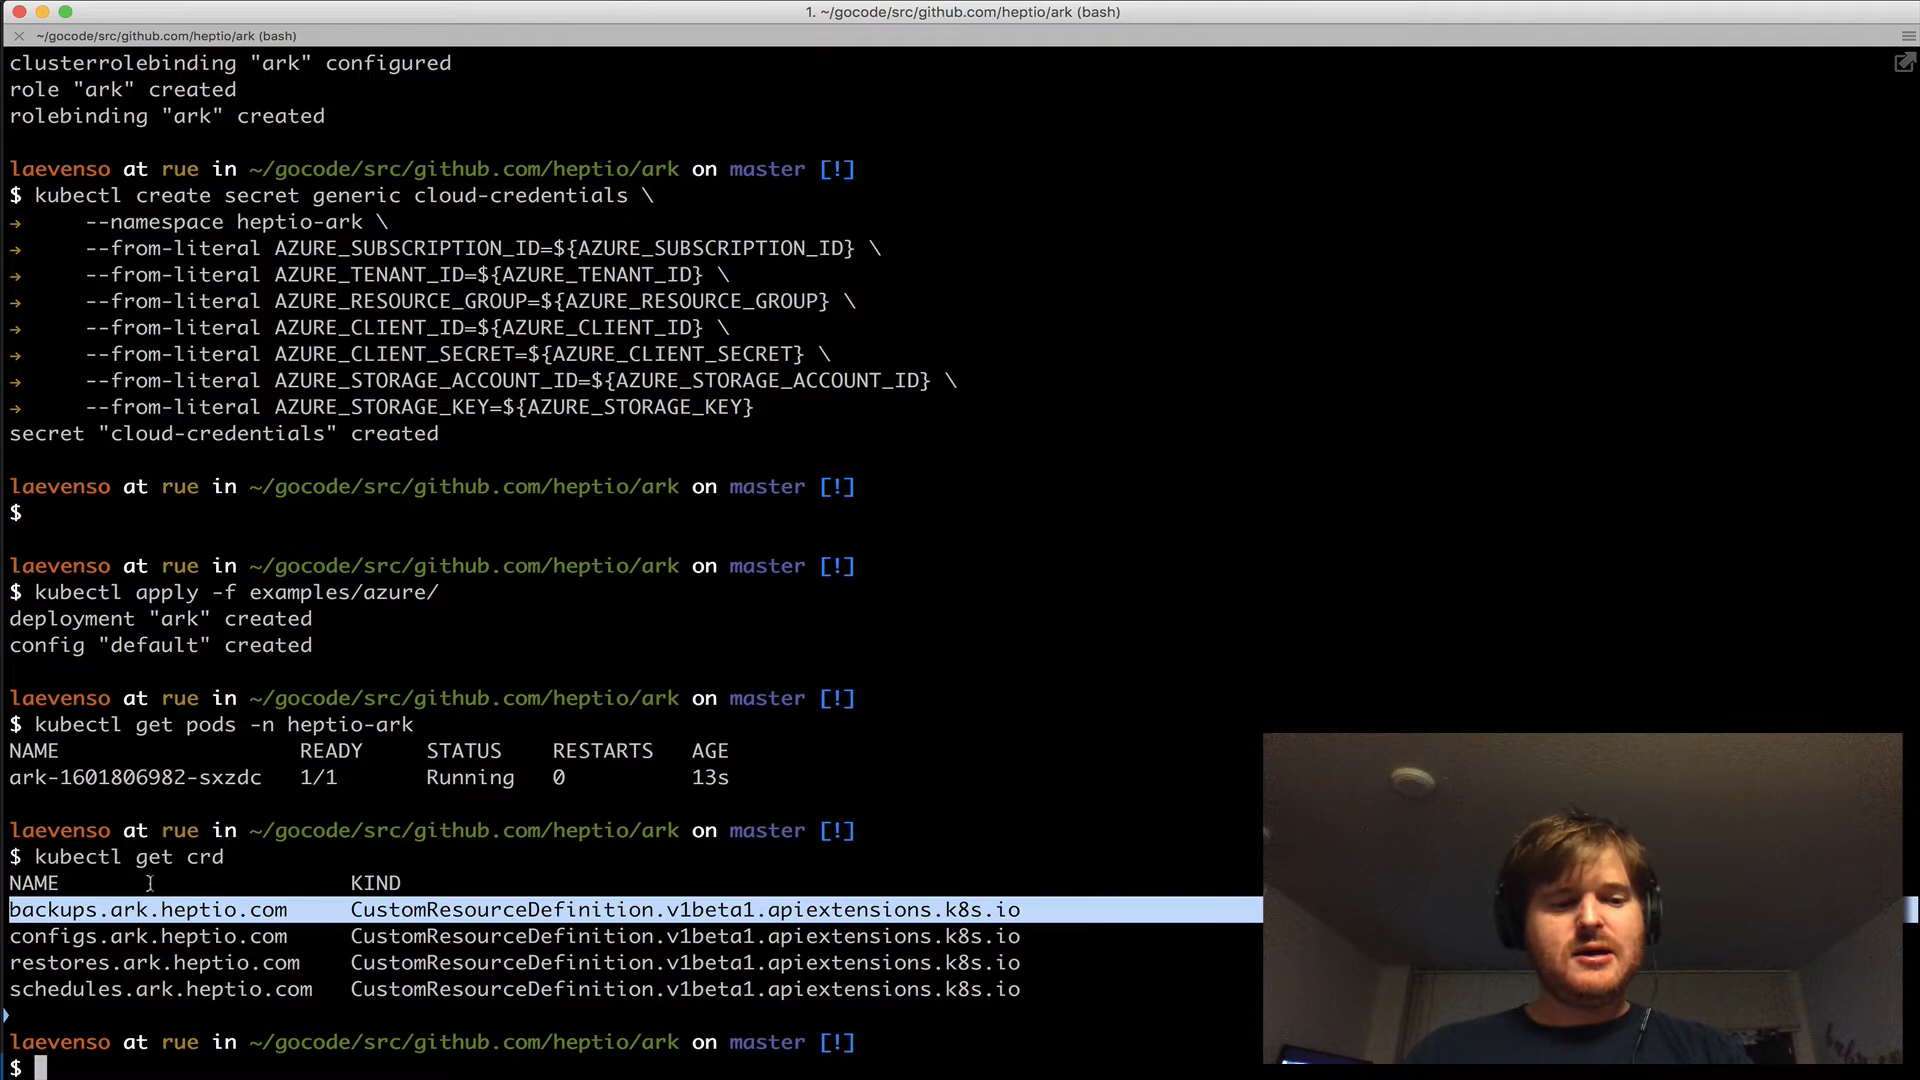 1. ~/gocode/src/github.com/heptio/ark (bash)
~/gocode/src/github.com/heptio/ark (bash)
clusterrolebinding "ark" configured
role "ark" created
rolebinding "ark" created
laevenso at rue in ~/gocode/src/github.com/heptio/ark on master [!]
$ kubectl create secret generic cloud-credentials \
→ --namespace heptio-ark \
→ --from-literal AZURE_SUBSCRIPTION_ID=${AZURE_SUBSCRIPTION_ID} \
→ --from-literal AZURE_TENANT_ID=${AZURE_TENANT_ID} \
→ --from-literal AZURE_RESOURCE_GROUP=${AZURE_RESOURCE_GROUP} \
→ --from-literal AZURE_CLIENT_ID=${AZURE_CLIENT_ID} \
→ --from-literal AZURE_CLIENT_SECRET=${AZURE_CLIENT_SECRET} \
→ --from-literal AZURE_STORAGE_ACCOUNT_ID=${AZURE_STORAGE_ACCOUNT_ID} \
→ --from-literal AZURE_STORAGE_KEY=${AZURE_STORAGE_KEY}
secret "cloud-credentials" created
laevenso at rue in ~/gocode/src/github.com/heptio/ark on master [!]
$
laevenso at rue in ~/gocode/src/github.com/heptio/ark on master [!]
$ kubectl apply -f examples/azure/
deployment "ark" created
config "default" created
laevenso at rue in ~/gocode/src/github.com/heptio/ark on master [!]
$ kubectl get pods -n heptio-ark
NAME READY STATUS RESTARTS AGE
ark-1601806982-sxzdc 1/1 Running 0 13s
laevenso at rue in ~/gocode/src/github.com/heptio/ark on master [!]
$ kubectl get crd
NAME KIND
backups.ark.heptio.com CustomResourceDefinition.v1beta1.apiextensions.k8s.io
configs.ark.heptio.com CustomResourceDefinition.v1beta1.apiextensions.k8s.io
restores.ark.heptio.com CustomResourceDefinition.v1beta1.apiextensions.k8s.io
schedules.ark.heptio.com CustomResourceDefinition.v1beta1.apiextensions.k8s.io
laevenso at rue in ~/gocode/src/github.com/heptio/ark on master [!]
$